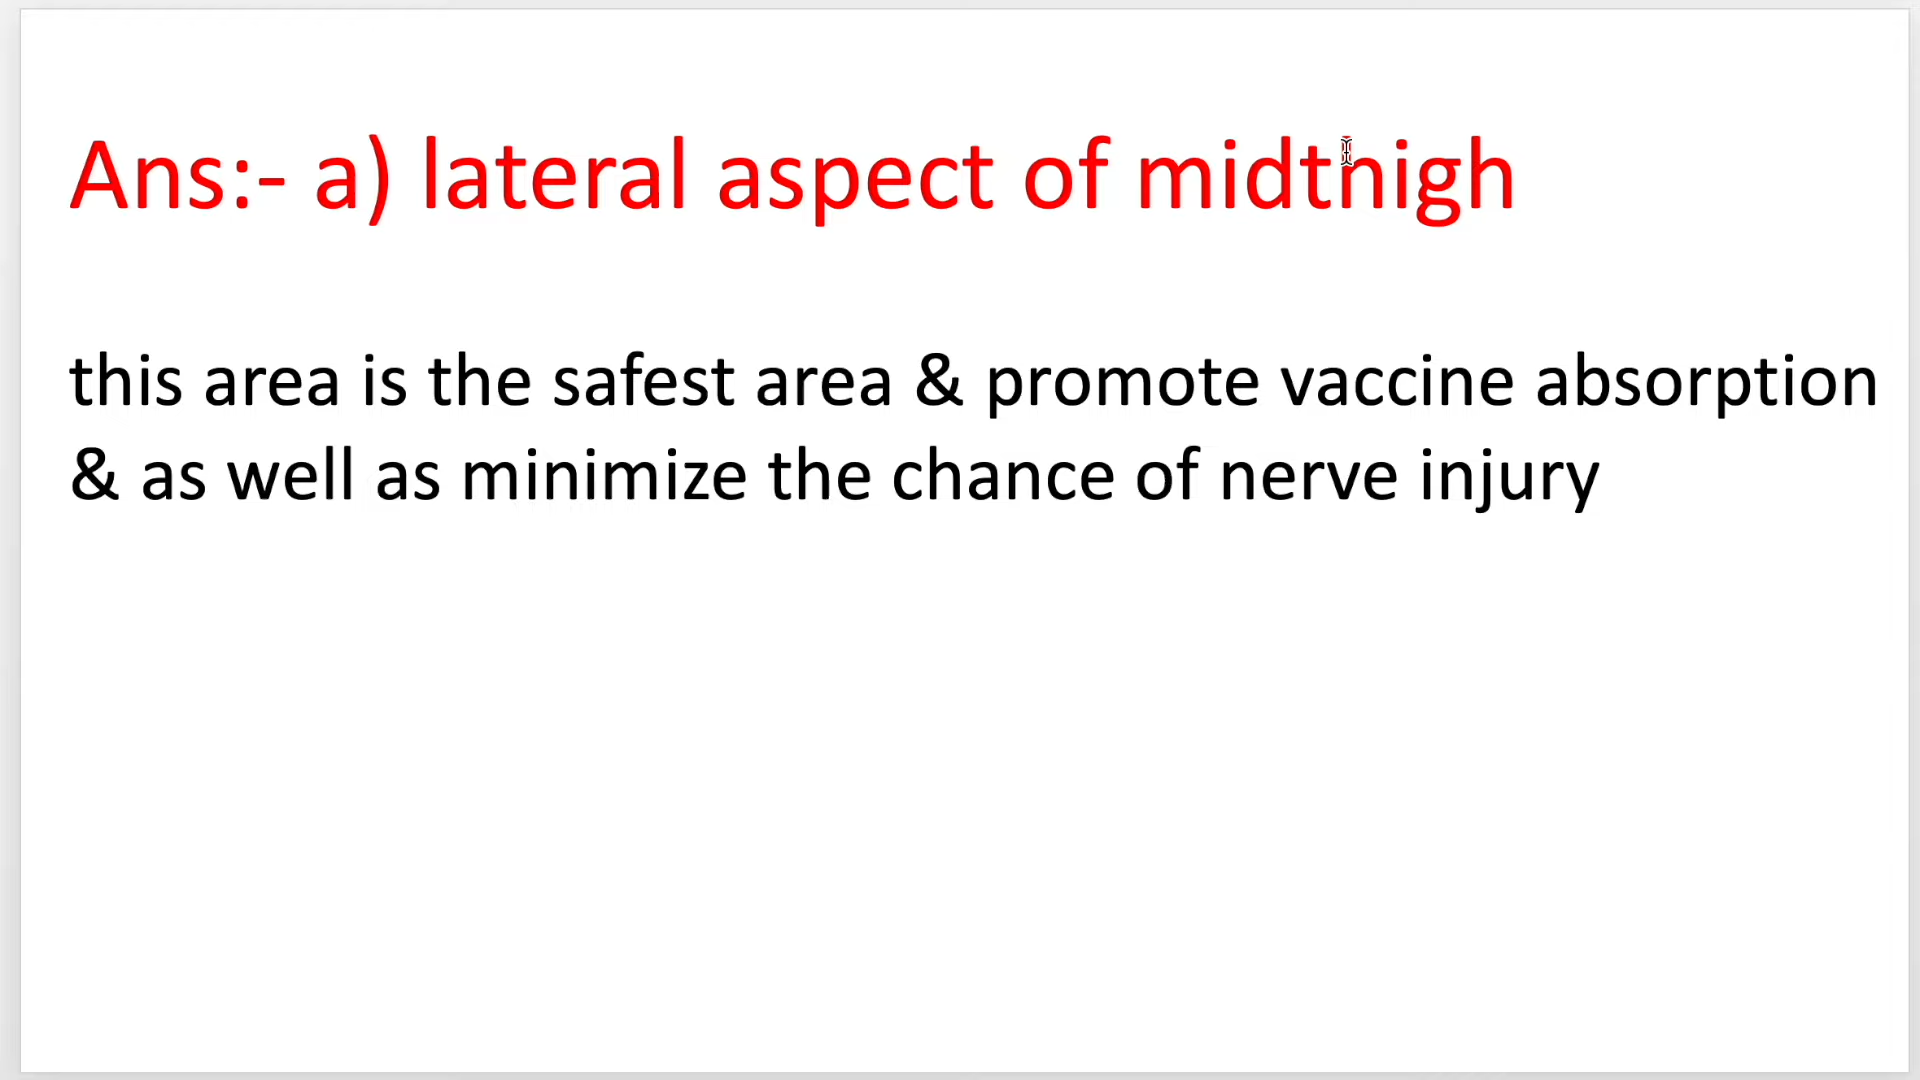 Ans:- a) lateral aspect of midthigh
this area is the safest area & promote vaccine absorption
& as well as minimize the chance of nerve injury